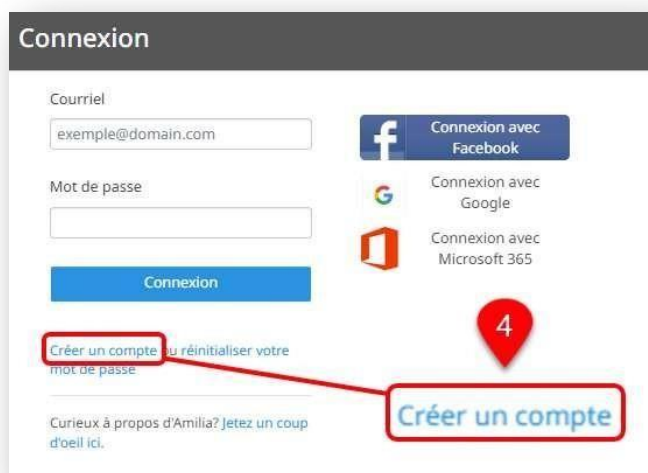 Connexion
Courriel
exemple@domain.com
Mot de passe
Connexion
Créer un compte ou réinitialiser votre
mot de passe
Curieux à propos d'Amilia? Jetez un coup
d'oeil ici.
f
Connexion avec
Facebook
G
Connexion avec
Google
Connexion avec
Microsoft 365
4
Créer un compte